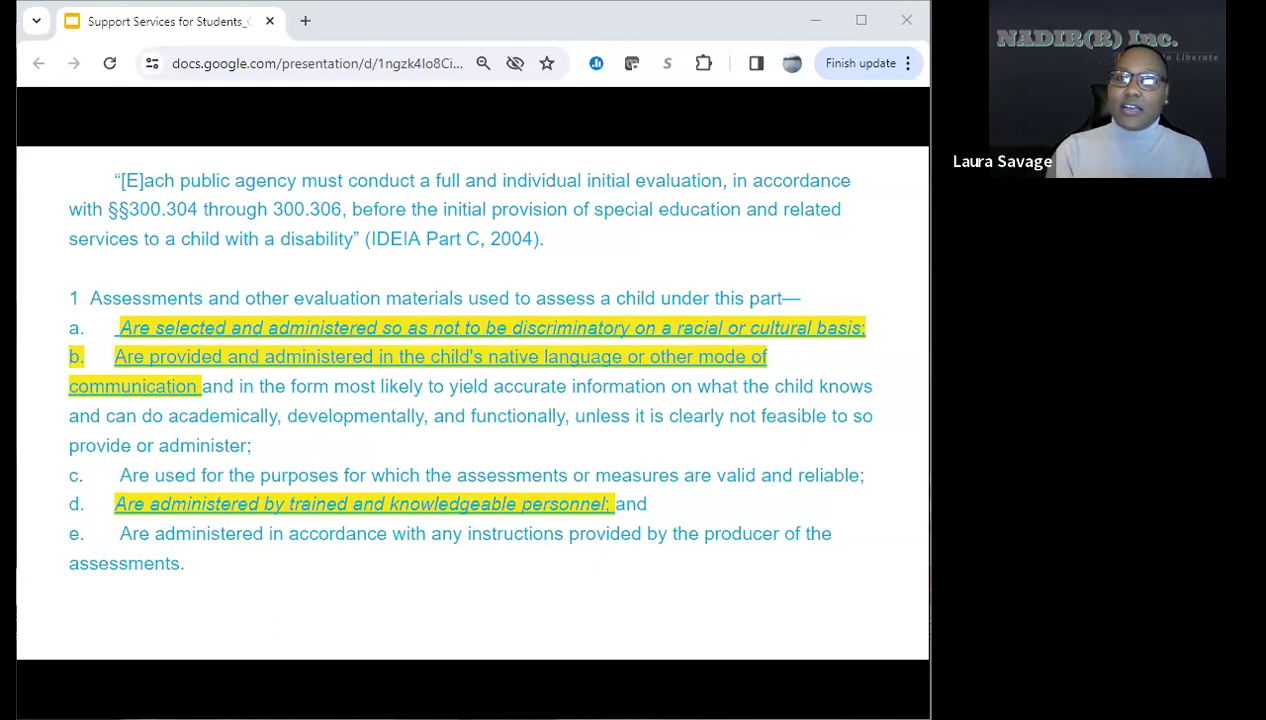 Support Services for Students_
docs.google.com/presentation/d/1ngzk4lo8Ci...
Finish update
NADIR(R) Inc.
to Liberate
Laura Savage
“[E]ach public agency must conduct a full and individual initial evaluation, in accordance
with §§300.304 through 300.306, before the initial provision of special education and related
services to a child with a disability” (IDEIA Part C, 2004).
1 Assessments and other evaluation materials used to assess a child under this part—
a. Are selected and administered so as not to be discriminatory on a racial or cultural basis;
b. Are provided and administered in the child's native language or other mode of
communication and in the form most likely to yield accurate information on what the child knows
and can do academically, developmentally, and functionally, unless it is clearly not feasible to so
provide or administer;
c. Are used for the purposes for which the assessments or measures are valid and reliable;
d. Are administered by trained and knowledgeable personnel; and
e. Are administered in accordance with any instructions provided by the producer of the
assessments.